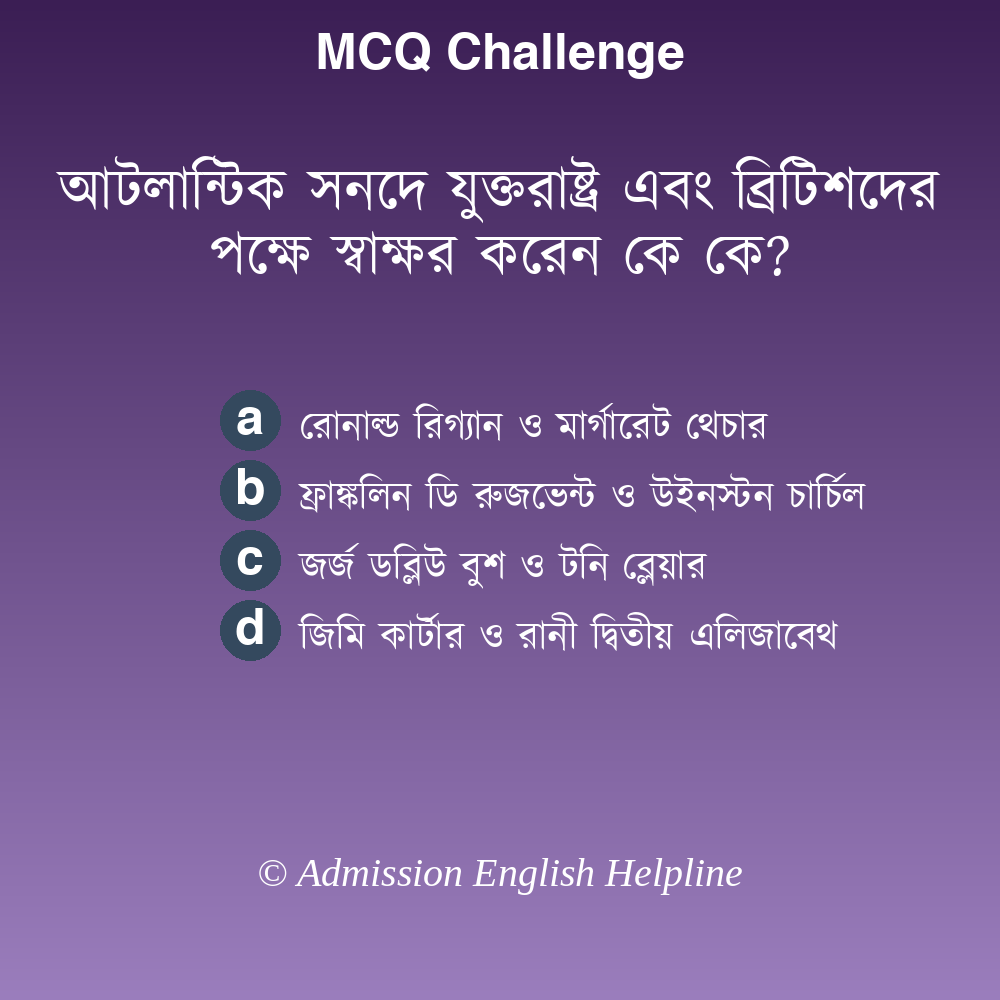 MCQ Challenge
আটলান্টিক সনদে যুক্তরাষ্ট্র এবং ব্রিটিশদের
পক্ষে স্বাক্ষর করেন কে কে?
a রোনাল্ড রিগ্যান ও মার্গারেট থেচার
b ফ্রাঙ্কলিন ডি রুজভেন্ট ও উইনস্টন চার্চিল
c জর্জ ডব্লিউ বুশ ও টনি ব্লেয়ার
d জিমি কার্টার ও রানী দ্বিতীয় এলিজাবেথ
© Admission English Helpline